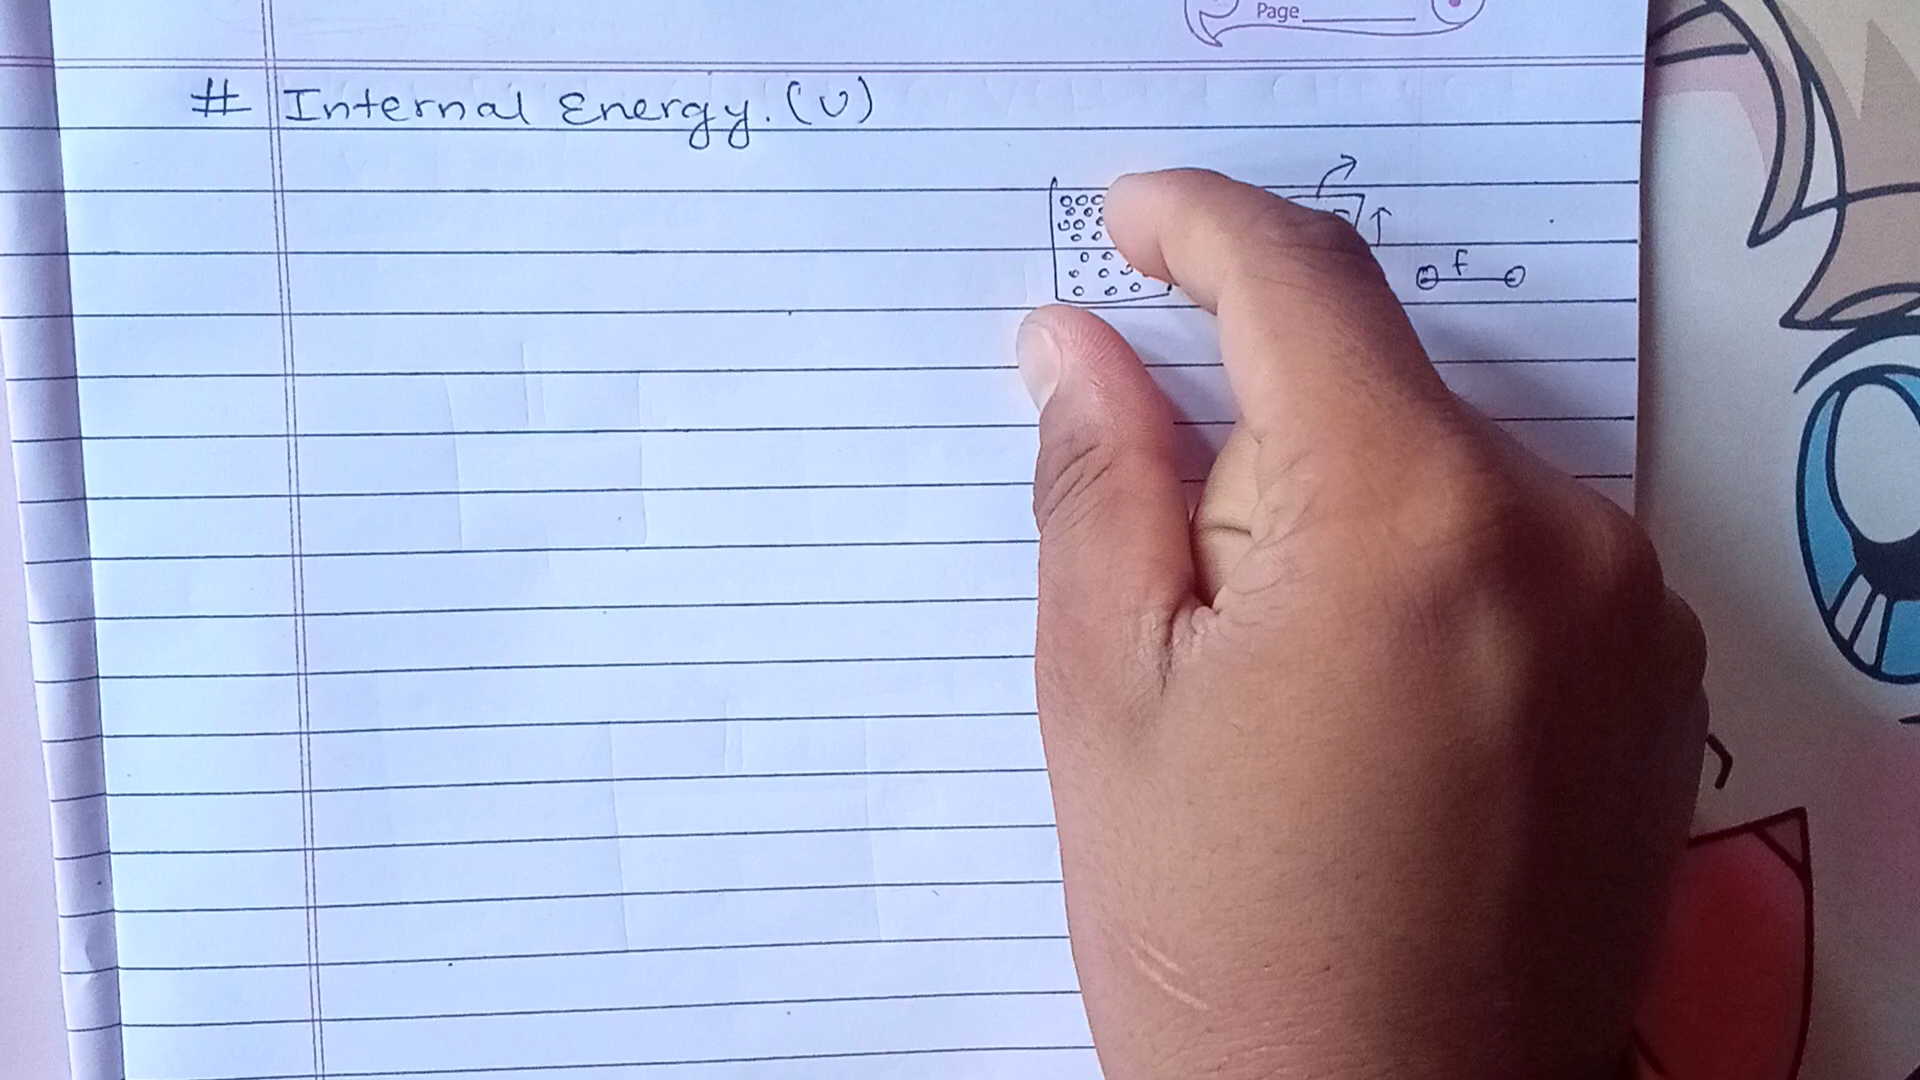 Page
# Internal Energy. (U)
f